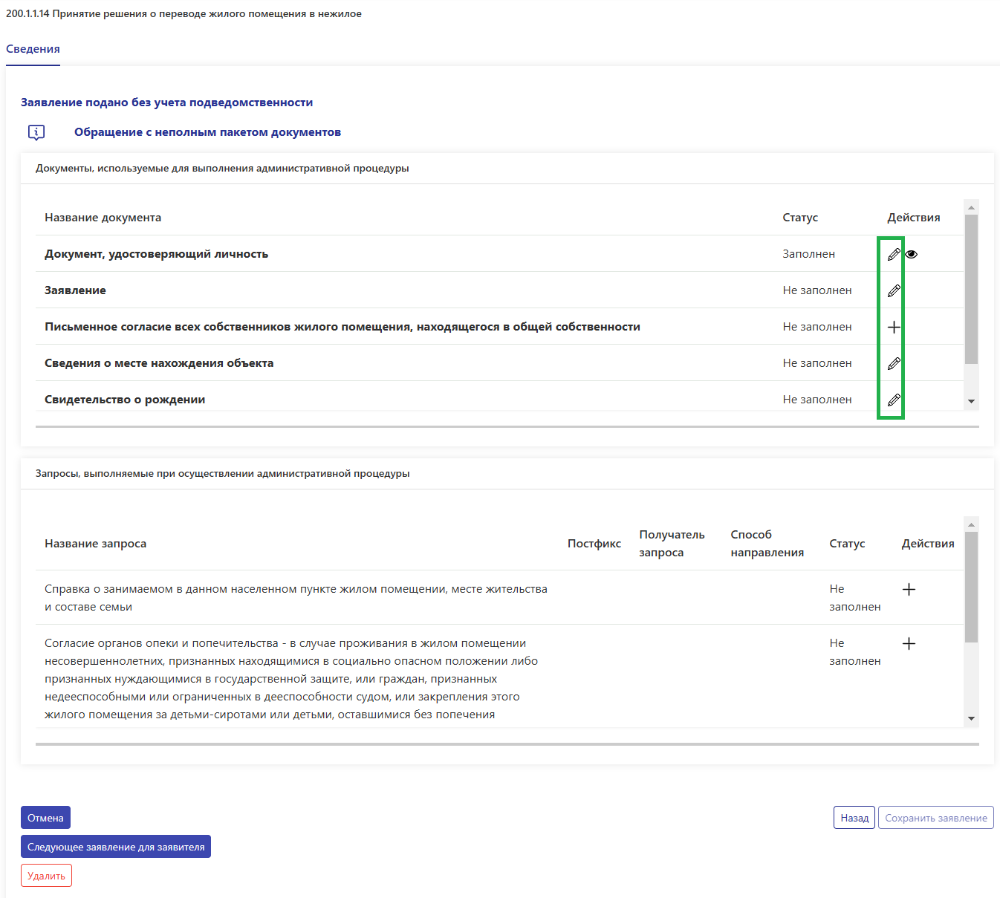 200.1.1.14 Принятие решения о переводе жилого помещения в нежилое
Сведения
Заявление подано без учета подведомственности
Обращение с неполным пакетом документов
Документы, используемые для выполнения административной процедуры
Название документа Статус Действия
Документ, удостоверяющий личность Заполнен
Заявление Не заполнен
Письменное согласие всех собственников жилого помещения, находящегося в общей собственности Не заполнен
Сведения о месте нахождения объекта Не заполнен
Свидетельство о рождении Не заполнен
Запросы, выполняемые при осуществлении административной процедуры
Название запроса Постфикс Получатель запроса Способ направления Статус Действия
Справка о занимаемом в данном населенном пункте жилом помещении, месте жительства Не
и составе семьи заполнен
Согласие органов опеки и попечительства - в случае проживания в жилом помещении Не
несовершеннолетних, признанных находящимися в социально опасном положении либо заполнен
признанных нуждающимися в государственной защите, или граждан, признанных
недееспособными или ограниченных в дееспособности судом, или закрепления этого
жилого помещения за детьми-сиротами или детьми, оставшимися без попечения
Отмена Назад Сохранить заявление
Следующее заявление для заявителя
Удалить